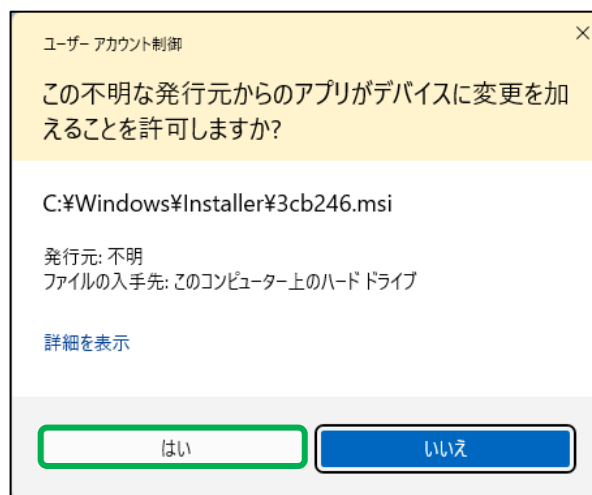 ユーザー アカウント制御
この不明な発行元からのアプリがデバイスに変更を加
えることを許可しますか?
C:¥Windows¥Installer¥3cb246.msi
発行元: 不明
ファイルの入手先: このコンピューター上のハード ドライブ
詳細を表示
はい
いいえ